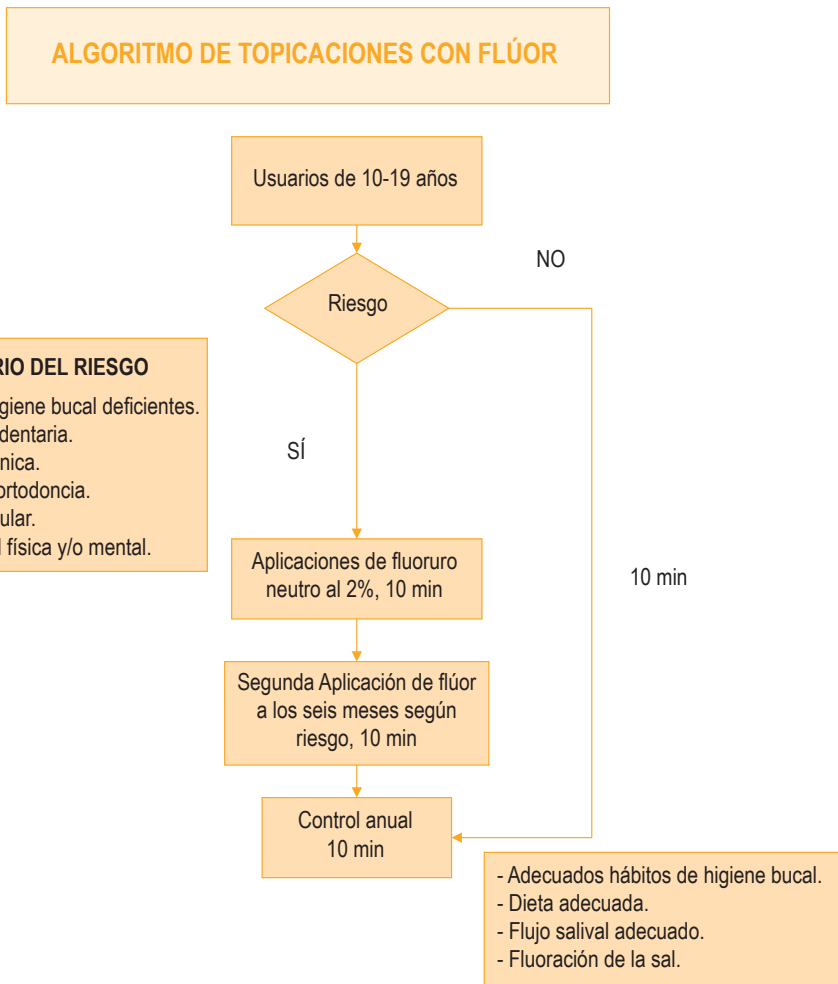 ALGORITMO DE TOPICACIONES CON FLÚOR
Usuarios de 10-19 años
NO
Riesgo
RIO DEL RIESGO
giene bucal deficientes.
dentaria.
nica.
ortodoncia.
ular.
física y/o mental.
SÍ
Aplicaciones de fluoruro
neutro al 2%, 10 min
10 min
Segunda Aplicación de flúor
a los seis meses según
riesgo, 10 min
Control anual
10 min
- Adecuados hábitos de higiene bucal.
- Dieta adecuada.
- Flujo salival adecuado.
- Fluoración de la sal.